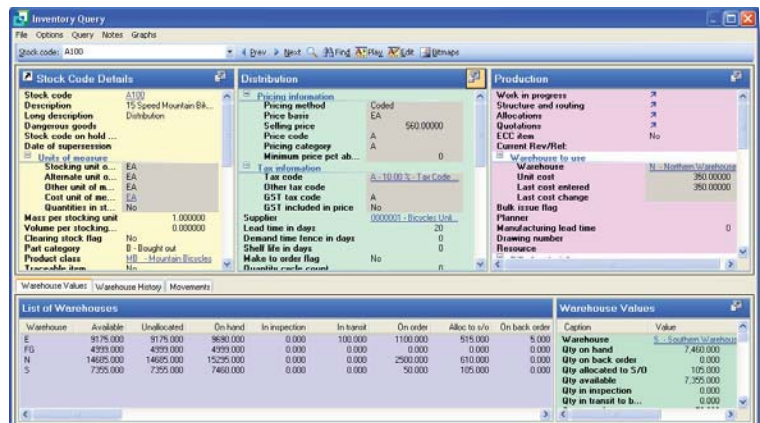 Inventory Query
File Options Query Notes Graphs
Stock code: A100 Prev Next Find Play Edit Bitmaps
Stock Code Details
Stock code A100
Description 15 Speed Mountain Bik...
Long description Distribution
Dangerous goods
Stock code on hold ...
Date of supersession
Units of measure
Stocking unit o... EA
Alternate unit o... EA
Other unit of m... EA
Cost unit of me... EA
Quantities in st... No
Mass per stocking unit 1.000000
Volume per stocking... 0.000000
Clearing stock flag No
Part category B - Bought out
Product class MB - Mountain Bicycles
Traceable item No
Distribution
Pricing information
Pricing method Coded
Price basis EA
Selling price 560.00000
Price code A
Pricing category A
Minimum price pct ab... 0
Tax information
Tax code A - 10.00 % - Tax Code...
Other tax code
GST tax code A
GST included in price No
Supplier 0000001 - Bicycles Unli...
Lead time in days 20
Demand time fence in days 0
Shelf life in days 0
Make to order flag No
Quantity cycle count 0
Production
Work in progress
Structure and routing
Allocations
Quotations
ECC item No
Current Rev/Rel:
Warehouse to use
Warehouse N - Northern Warehouse
Unit cost 350.00000
Last cost entered 350.00000
Last cost change
Bulk issue flag
Planner
Manufacturing lead time 0
Drawing number
Resource
Warehouse Values Warehouse History Movements
List of Warehouses
Warehouse Available Unallocated On hand In inspection In transit On order Alloc to s/o On back order
E 9175.000 9175.000 9690.000 0.000 100.000 1100.000 515.000 5.000
FG 4999.000 4999.000 4999.000 0.000 0.000 0.000 0.000 0.000
N 14685.000 14685.000 15295.000 0.000 0.000 2500.000 610.000 0.000
S 7355.000 7355.000 7460.000 0.000 0.000 50.000 105.000 0.000
Warehouse Values
Caption Value
Warehouse S - Southern Warehous
Qty on hand 7,460.000
Qty on back order 0.000
Qty allocated to S/O 105.000
Qty available 7,355.000
Qty in inspection 0.000
Qty in transit to b... 0.000